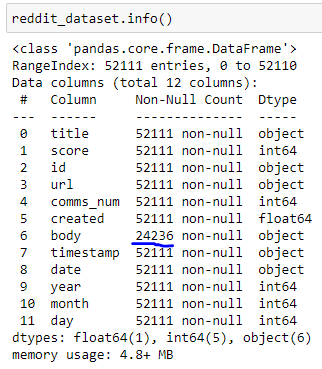 reddit_dataset.info()
<class 'pandas.core.frame.DataFrame'>
RangeIndex: 52111 entries, 0 to 52110
Data columns (total 12 columns):
 #   Column     Non-Null Count  Dtype
---  ------     --------------  -----
 0   title      52111 non-null  object
 1   score      52111 non-null  int64
 2   id         52111 non-null  object
 3   url        52111 non-null  object
 4   comms_num  52111 non-null  int64
 5   created    52111 non-null  float64
 6   body       24236 non-null  object
 7   timestamp  52111 non-null  object
 8   date       52111 non-null  object
 9   year       52111 non-null  int64
 10  month      52111 non-null  int64
 11  day        52111 non-null  int64
dtypes: float64(1), int64(5), object(6)
memory usage: 4.8+ MB